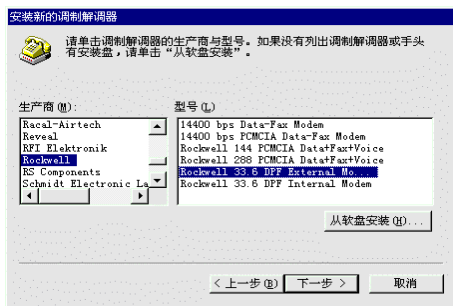 安装新的调制解调器
请单击调制解调器的生产商与型号。如果没有列出调制解调器或手头
有安装盘，请单击“从软盘安装”.
生产商(M):
Racal-Airtech
Reveal
RFI Elektronik
Rockwell
RS Components
Schmidt Electronic La
型号(L)
14400 bps Data-Fax Modem
14400 bps PCMCIA Data-Fax Modem
Rockwell 144 PCMCIA Data+Fax+Voice
Rockwell 288 PCMCIA Data+Fax+Voice
Rockwell 33.6 DPF External Mo...
Rockwell 33.6 DPF Internal Modem
从软盘安装(H)...
< 上一步(B)
下一步 >
取消